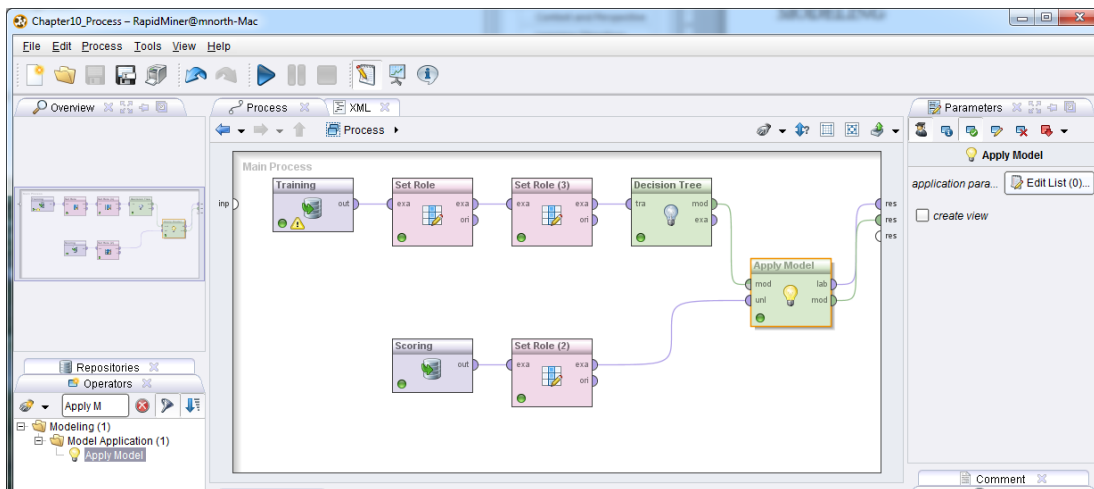 Chapter10_Process – RapidMiner@mnorth-Mac
MODELING
File Edit Process Tools View Help
Overview
Process
XML
Parameters
Process
Apply Model
application para...
Edit List (0)...
create view
Main Process
inp
Training
out
Set Role
exa
exa
ori
Set Role (3)
exa
exa
ori
Decision Tree
tra
mod
exa
res
res
res
Apply Model
mod
lab
unl
mod
Scoring
out
Set Role (2)
exa
exa
ori
Repositories
Operators
Apply M
Modeling (1)
Model Application (1)
Apply Model
Comment